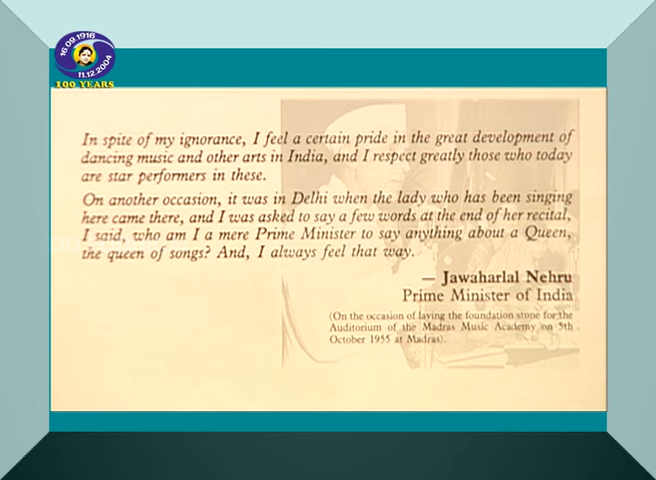 16.09.1916
11.12.2004
100 YEARS
In spite of my ignorance, I feel a certain pride in the great development of
dancing music and other arts in India, and I respect greatly those who today
are star performers in these.
On another occasion, it was in Delhi when the lady who has been singing
here came there, and I was asked to say a few words at the end of her recital,
I said, who am I a mere Prime Minister to say anything about a Queen,
the queen of songs? And, I always feel that way.
— Jawaharlal Nehru
Prime Minister of India
(On the occasion of laying the foundation stone for the
Auditorium of the Madras Music Academy on 5th
October 1955 at Madras).